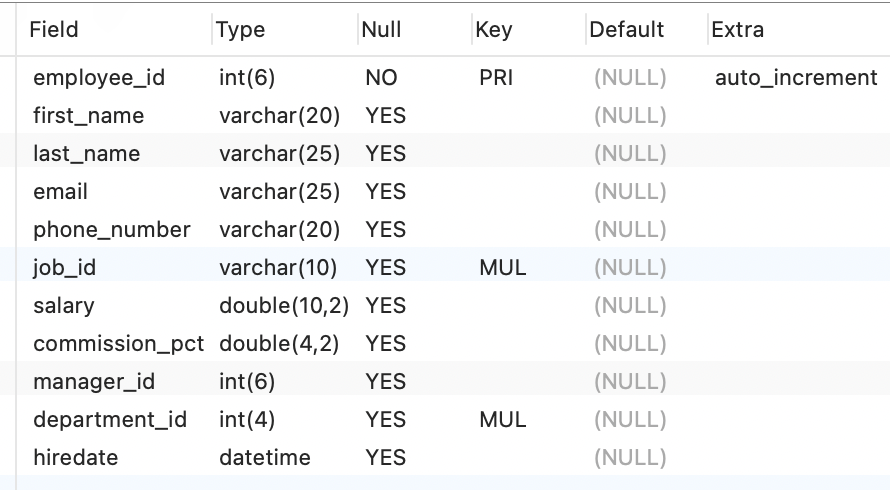 Field Type Null Key Default Extra
employee_id int(6) NO PRI (NULL) auto_increment
first_name varchar(20) YES (NULL)
last_name varchar(25) YES (NULL)
email varchar(25) YES (NULL)
phone_number varchar(20) YES (NULL)
job_id varchar(10) YES MUL (NULL)
salary double(10,2) YES (NULL)
commission_pct double(4,2) YES (NULL)
manager_id int(6) YES (NULL)
department_id int(4) YES MUL (NULL)
hiredate datetime YES (NULL)